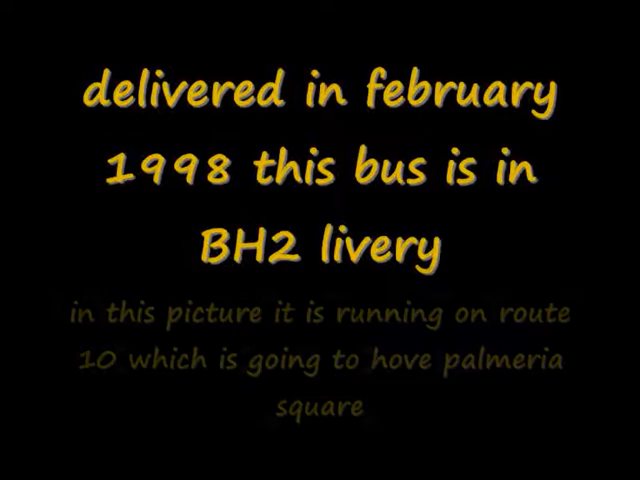 delivered in february
1998 this bus is in
BH2 livery
in this picture it is running on route
10 which is going to hove palmeria
square